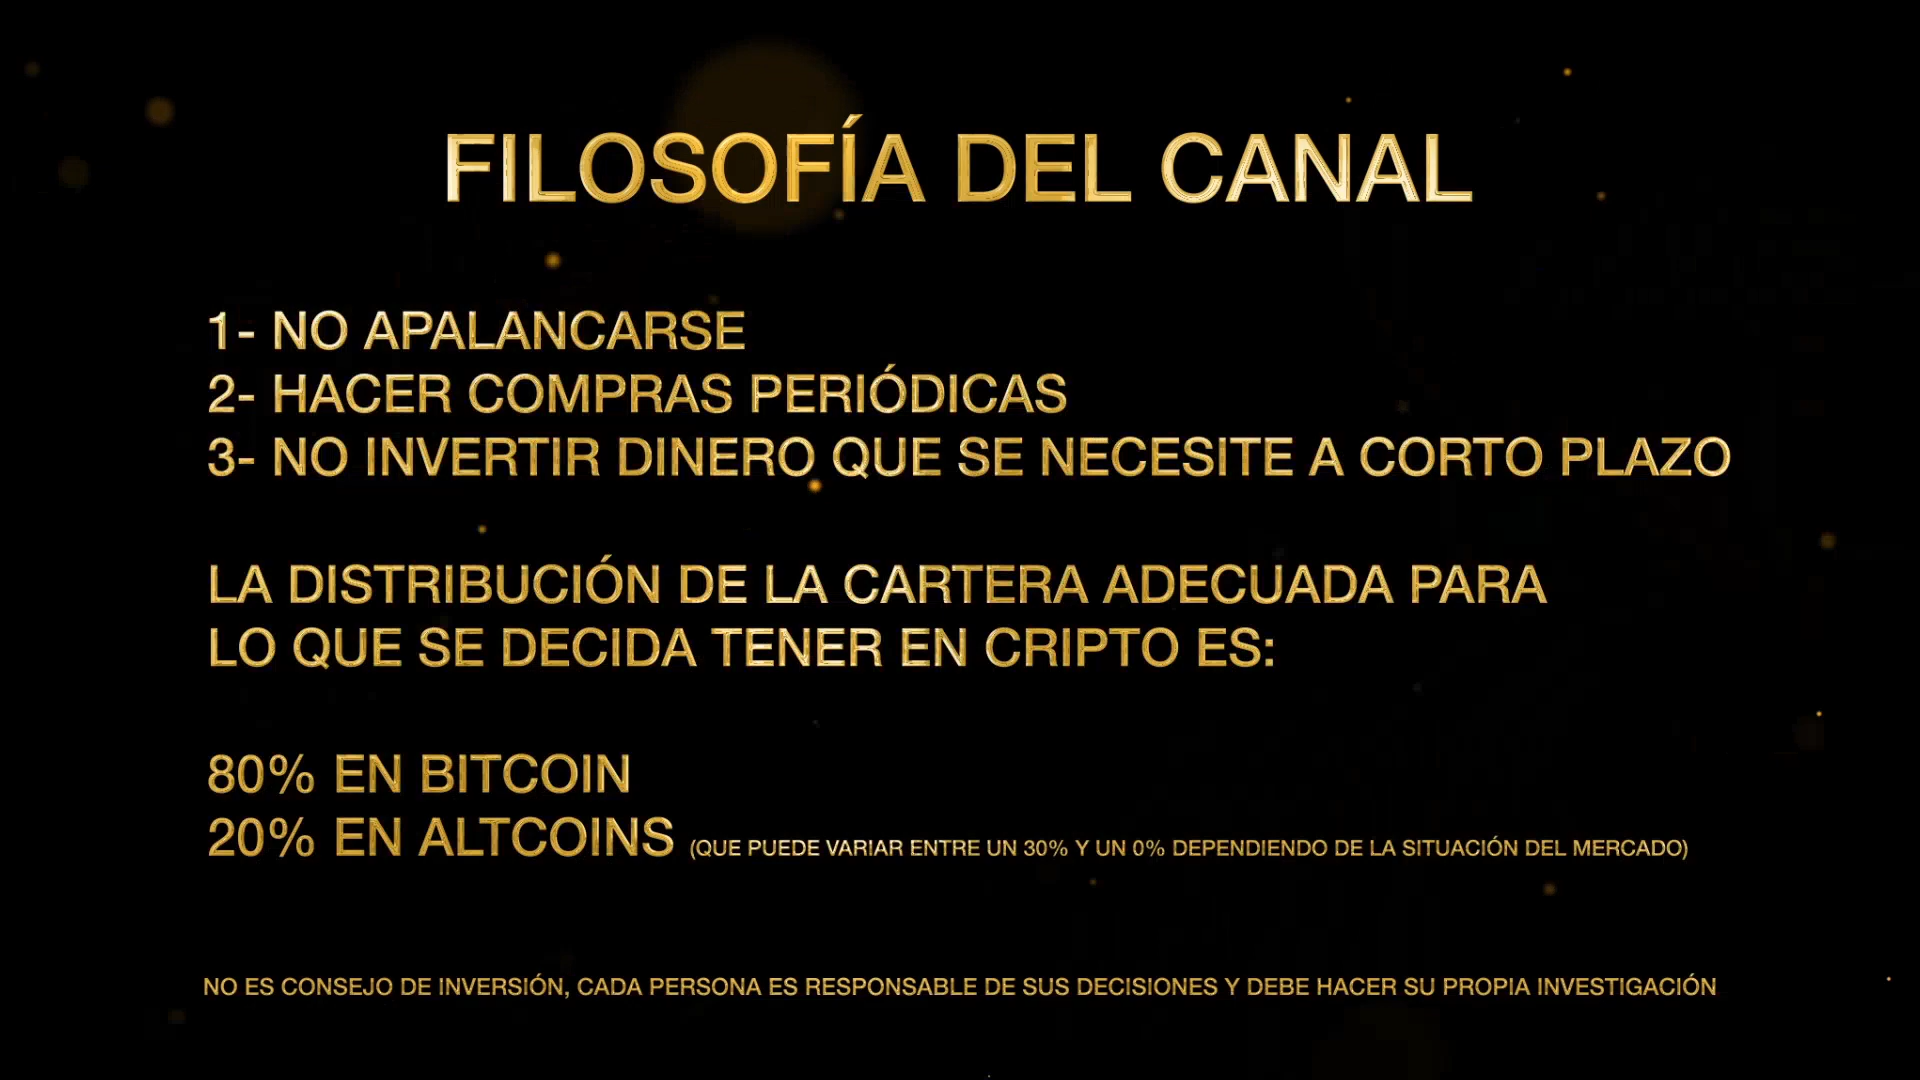 FILOSOFÍA DEL CANAL
1- NO APALANCARSE
2- HACER COMPRAS PERIÓDICAS
3- NO INVERTIR DINERO QUE SE NECESITE A CORTO PLAZO
LA DISTRIBUCIÓN DE LA CARTERA ADECUADA PARA
LO QUE SE DECIDA TENER EN CRIPTO ES:
80% EN BITCOIN
20% EN ALTCOINS (QUE PUEDE VARIAR ENTRE UN 30% Y UN 0% DEPENDIENDO DE LA SITUACIÓN DEL MERCADO)
NO ES CONSEJO DE INVERSIÓN, CADA PERSONA ES RESPONSABLE DE SUS DECISIONES Y DEBE HACER SU PROPIA INVESTIGACIÓN